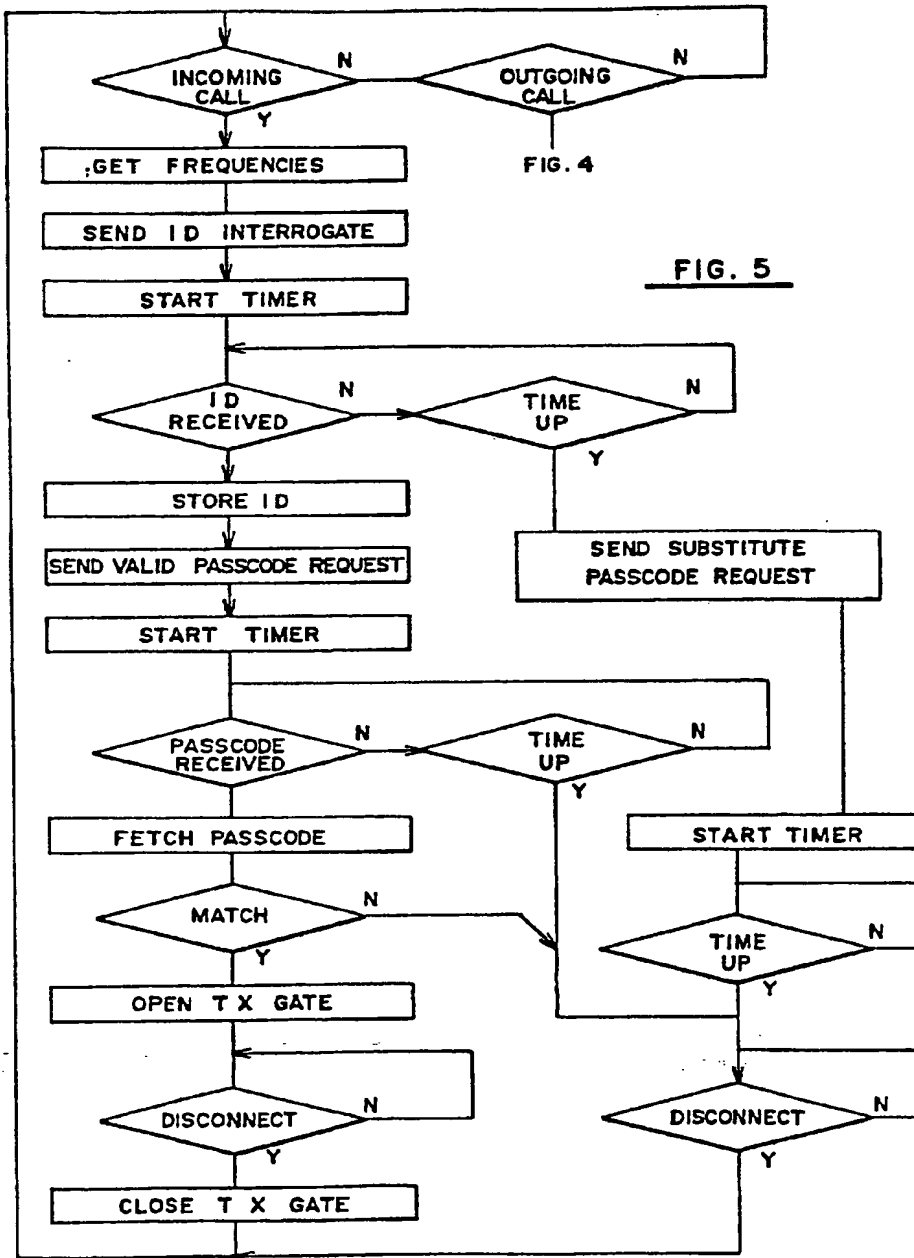 INCOMING
CALL
N
Y
OUTGOING
CALL
N
FIG. 4
GET FREQUENCIES
SEND ID INTERROGATE
START TIMER
FIG. 5
ID
RECEIVED
N
TIME
UP
N
Y
STORE ID
SEND VALID PASSCODE REQUEST
START TIMER
SEND SUBSTITUTE
PASSCODE REQUEST
PASSCODE
RECEIVED
N
TIME
UP
N
Y
FETCH PASSCODE
START TIMER
MATCH
N
Y
TIME
UP
N
Y
OPEN TX GATE
DISCONNECT
N
Y
DISCONNECT
N
Y
CLOSE TX GATE